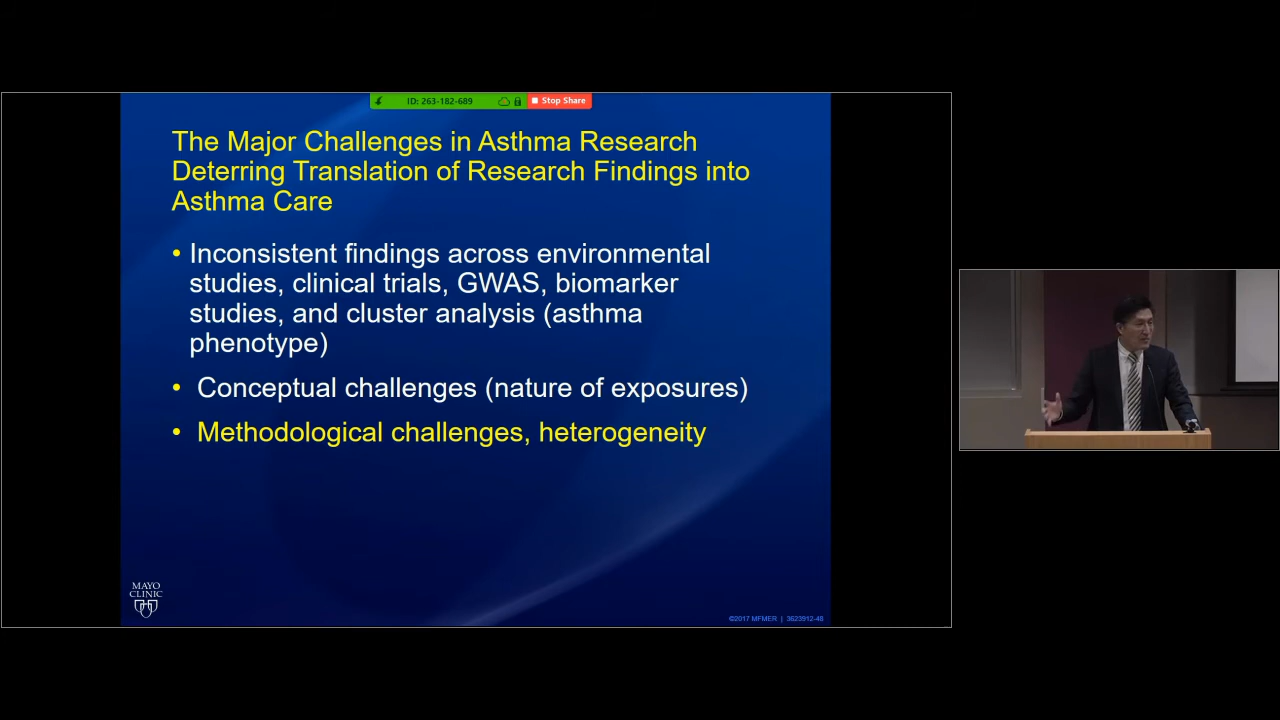 ID: 263-182-689
Stop Share
The Major Challenges in Asthma Research
Deterring Translation of Research Findings into
Asthma Care
• Inconsistent findings across environmental
studies, clinical trials, GWAS, biomarker
studies, and cluster analysis (asthma
phenotype)
• Conceptual challenges (nature of exposures)
• Methodological challenges, heterogeneity
MAYO
CLINIC
©2017 MFMER | 3623912-48